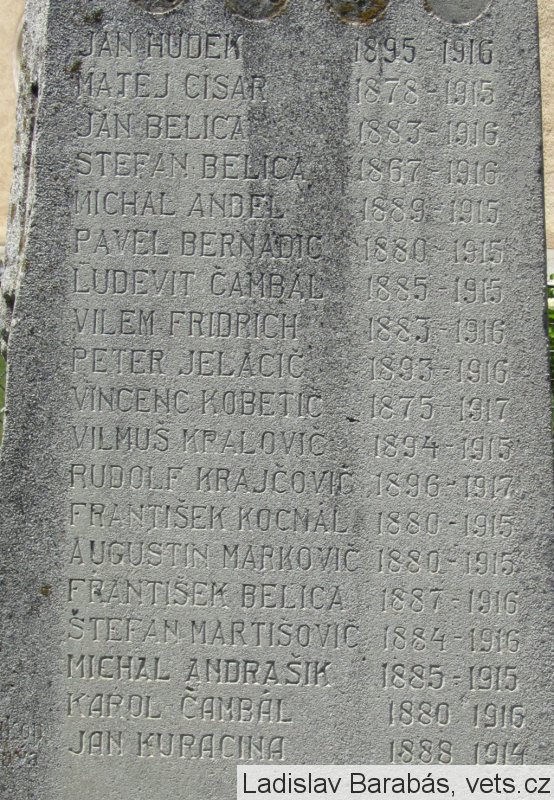 JÁN HUDEK 1895-1916
MATEJ CISAR 1878-1915
JÁN BELICA 1883-1916
ŠTEFAN BELICA 1867-1916
MICHAL ANDEL 1889-1915
PAVEL BERNADIČ 1880-1915
ĽUDEVIT ČAMBÁL 1885-1915
VILEM FRIDRICH 1883-1916
PETER JELAČIČ 1893-1916
VINCENC KOBETIČ 1875-1917
VILMUŠ KRALOVIČ 1894-1915
RUDOLF KRAJČOVIČ 1896-1917
FRANTIŠEK KOCNÁL 1880-1915
AUGUSTIN MARKOVIČ 1880-1915
FRANTIŠEK BELICA 1887-1916
ŠTEFAN MARTIŠOVIČ 1884-1916
MICHAL ANDRAŠIK 1885-1915
KAROL ČAMBÁL 1880 1916
JÁN KURACINA 1888 1914
Ladislav Barabás, vets.cz